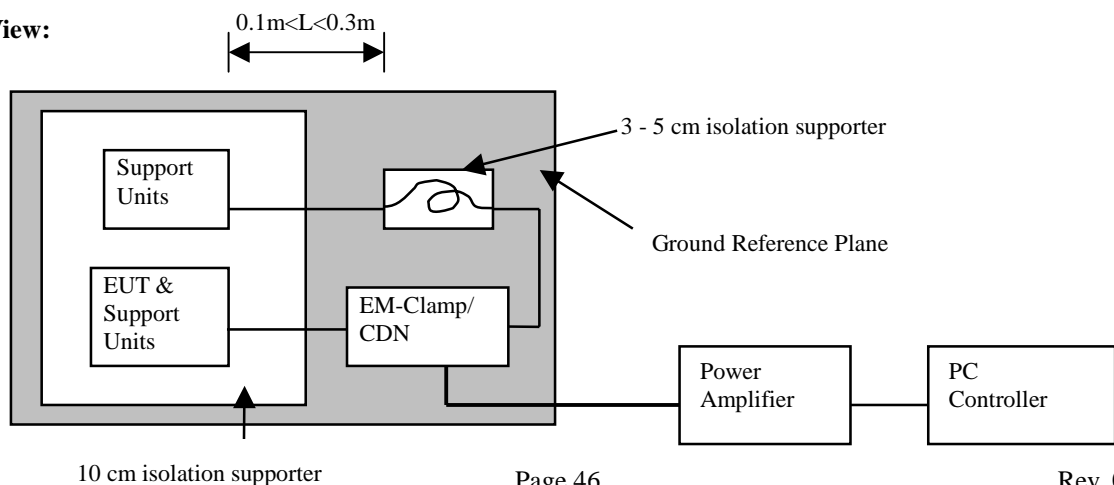 View:
0.1m<L<0.3m
3 - 5 cm isolation supporter
Support
Units
Ground Reference Plane
EUT &
Support
Units
EM-Clamp/
CDN
Power
Amplifier
PC
Controller
10 cm isolation supporter
Page 46
Rev.